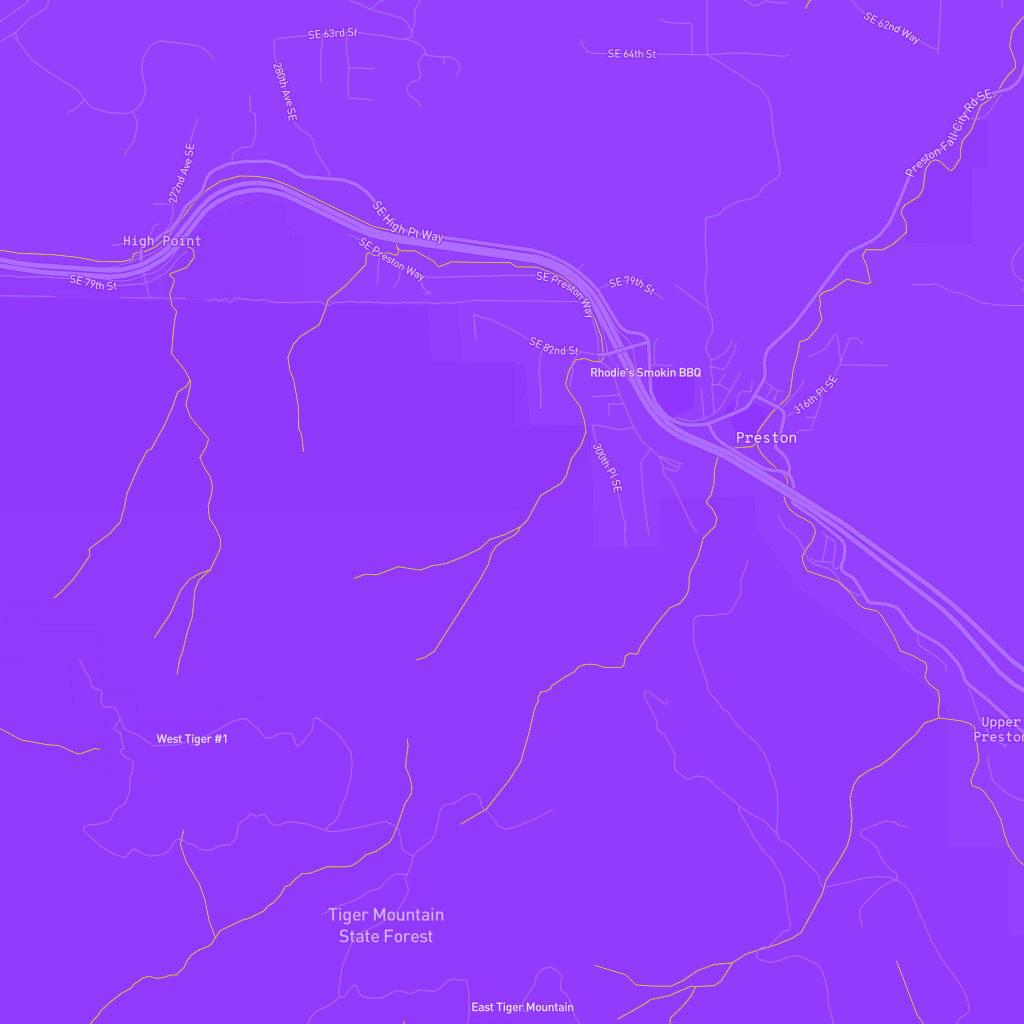 SE 62nd Way
SE 63rd St
SE 64th St
280th Ave SE
Preston Fall City Rd SE
272nd Ave SE
SE High Pt Way
High Point
SE Preston Way
SE 79th St
SE Preston Way
SE 79th St
SE 82nd St
Rhodie's Smokin BBQ
316th Pl SE
Preston
300th Pl SE
Upper
Preston
West Tiger #1
Tiger Mountain
State Forest
East Tiger Mountain